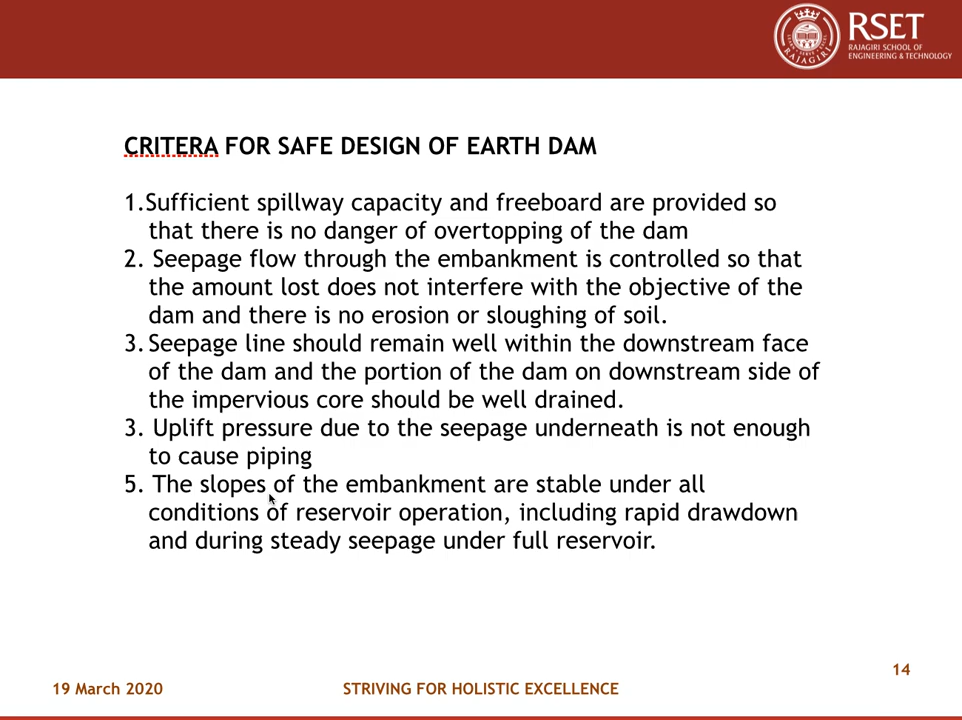 RSET
RAJAGIRI SCHOOL OF
ENGINEERING & TECHNOLOGY
RAJAGIRI
CRITERA FOR SAFE DESIGN OF EARTH DAM
1.Sufficient spillway capacity and freeboard are provided so
that there is no danger of overtopping of the dam
2. Seepage flow through the embankment is controlled so that
the amount lost does not interfere with the objective of the
dam and there is no erosion or sloughing of soil.
3. Seepage line should remain well within the downstream face
of the dam and the portion of the dam on downstream side of
the impervious core should be well drained.
3. Uplift pressure due to the seepage underneath is not enough
to cause piping
5. The slopes of the embankment are stable under all
conditions of reservoir operation, including rapid drawdown
and during steady seepage under full reservoir.
14
19 March 2020
STRIVING FOR HOLISTIC EXCELLENCE